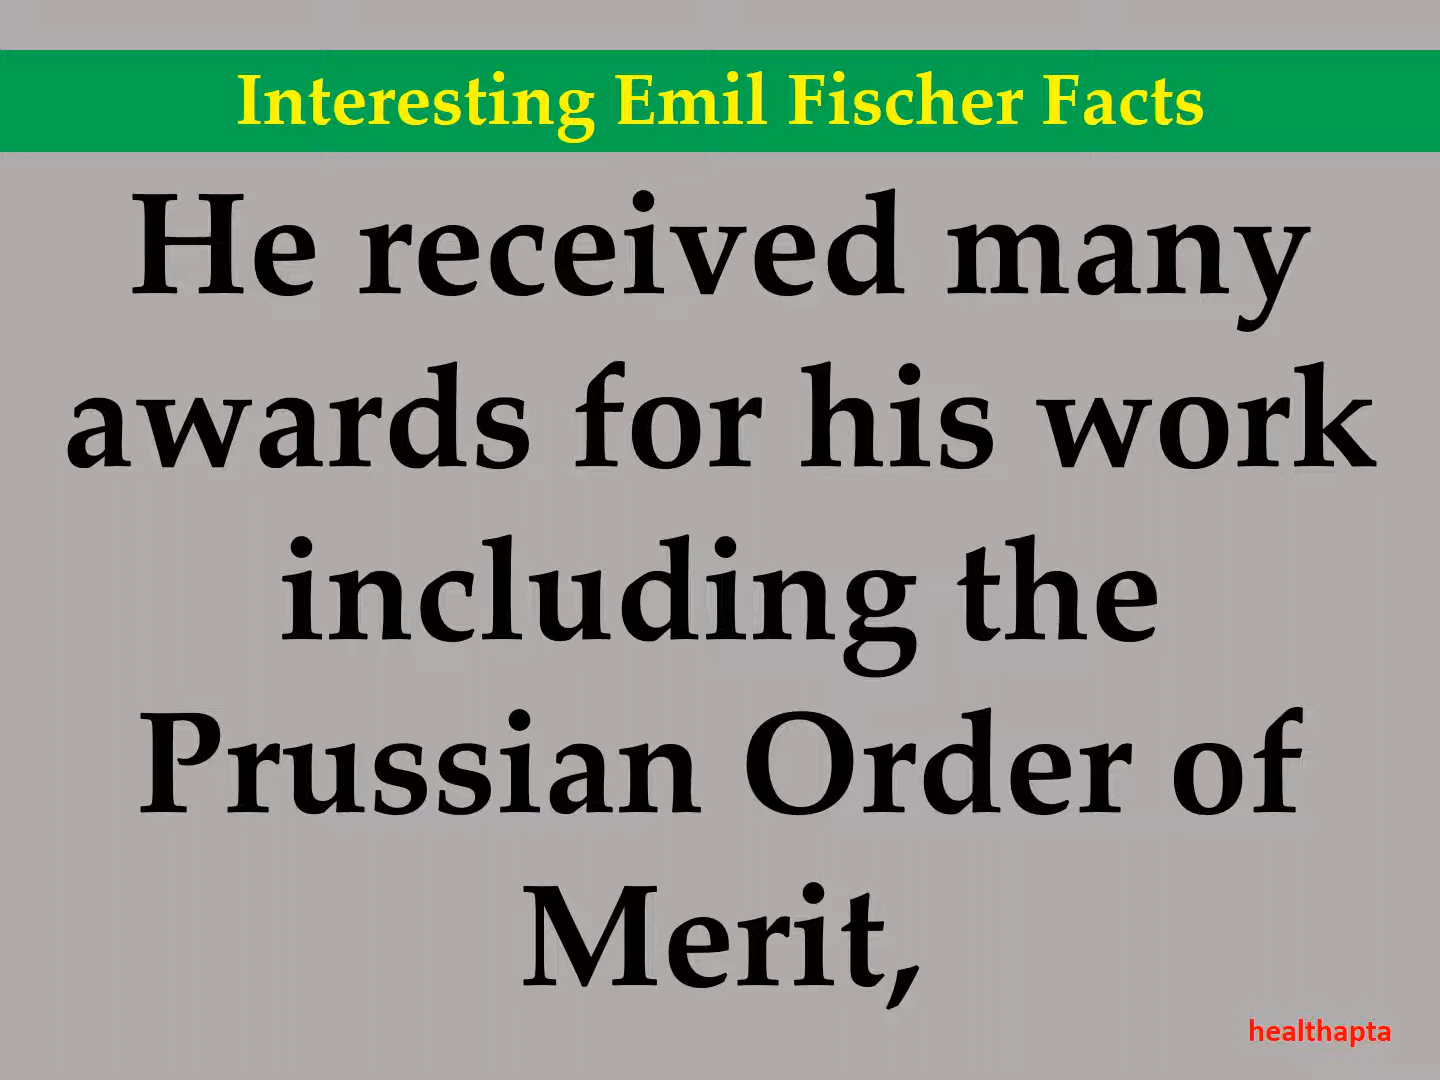 Interesting Emil Fischer Facts
He received many
awards for his work
including the
Prussian Order of
Merit,
healthapta